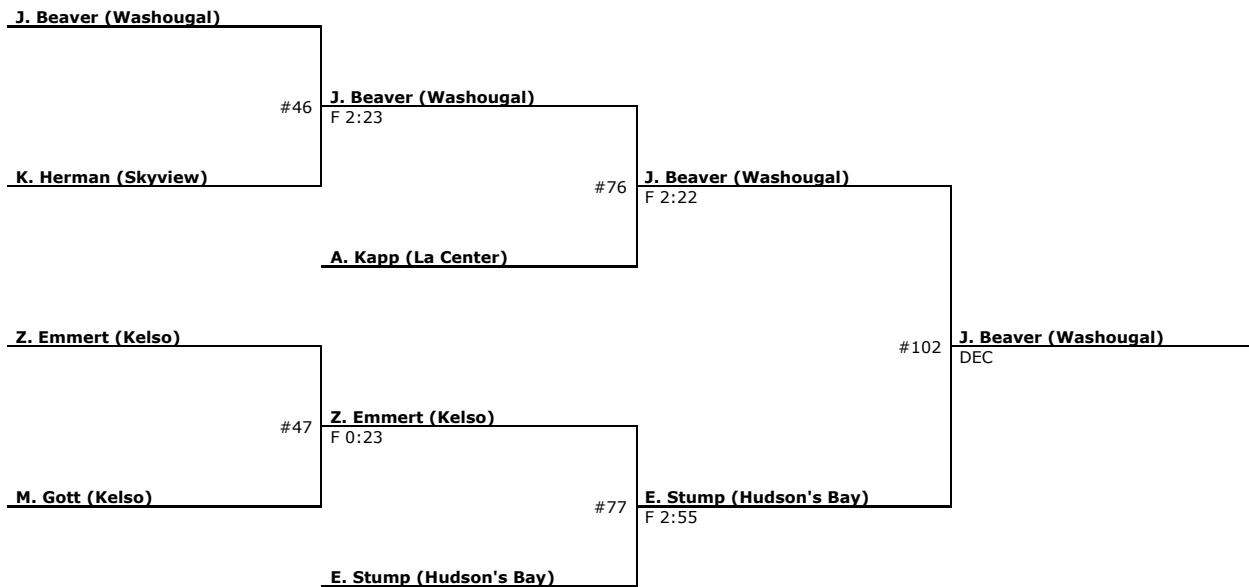 J. Beaver (Washougal)
#46
J. Beaver (Washougal)
F 2:23
K. Herman (Skyview)
#76
J. Beaver (Washougal)
F 2:22
A. Kapp (La Center)
Z. Emmert (Kelso)
#102
J. Beaver (Washougal)
DEC
#47
Z. Emmert (Kelso)
F 0:23
M. Gott (Kelso)
#77
E. Stump (Hudson's Bay)
F 2:55
E. Stump (Hudson's Bay)